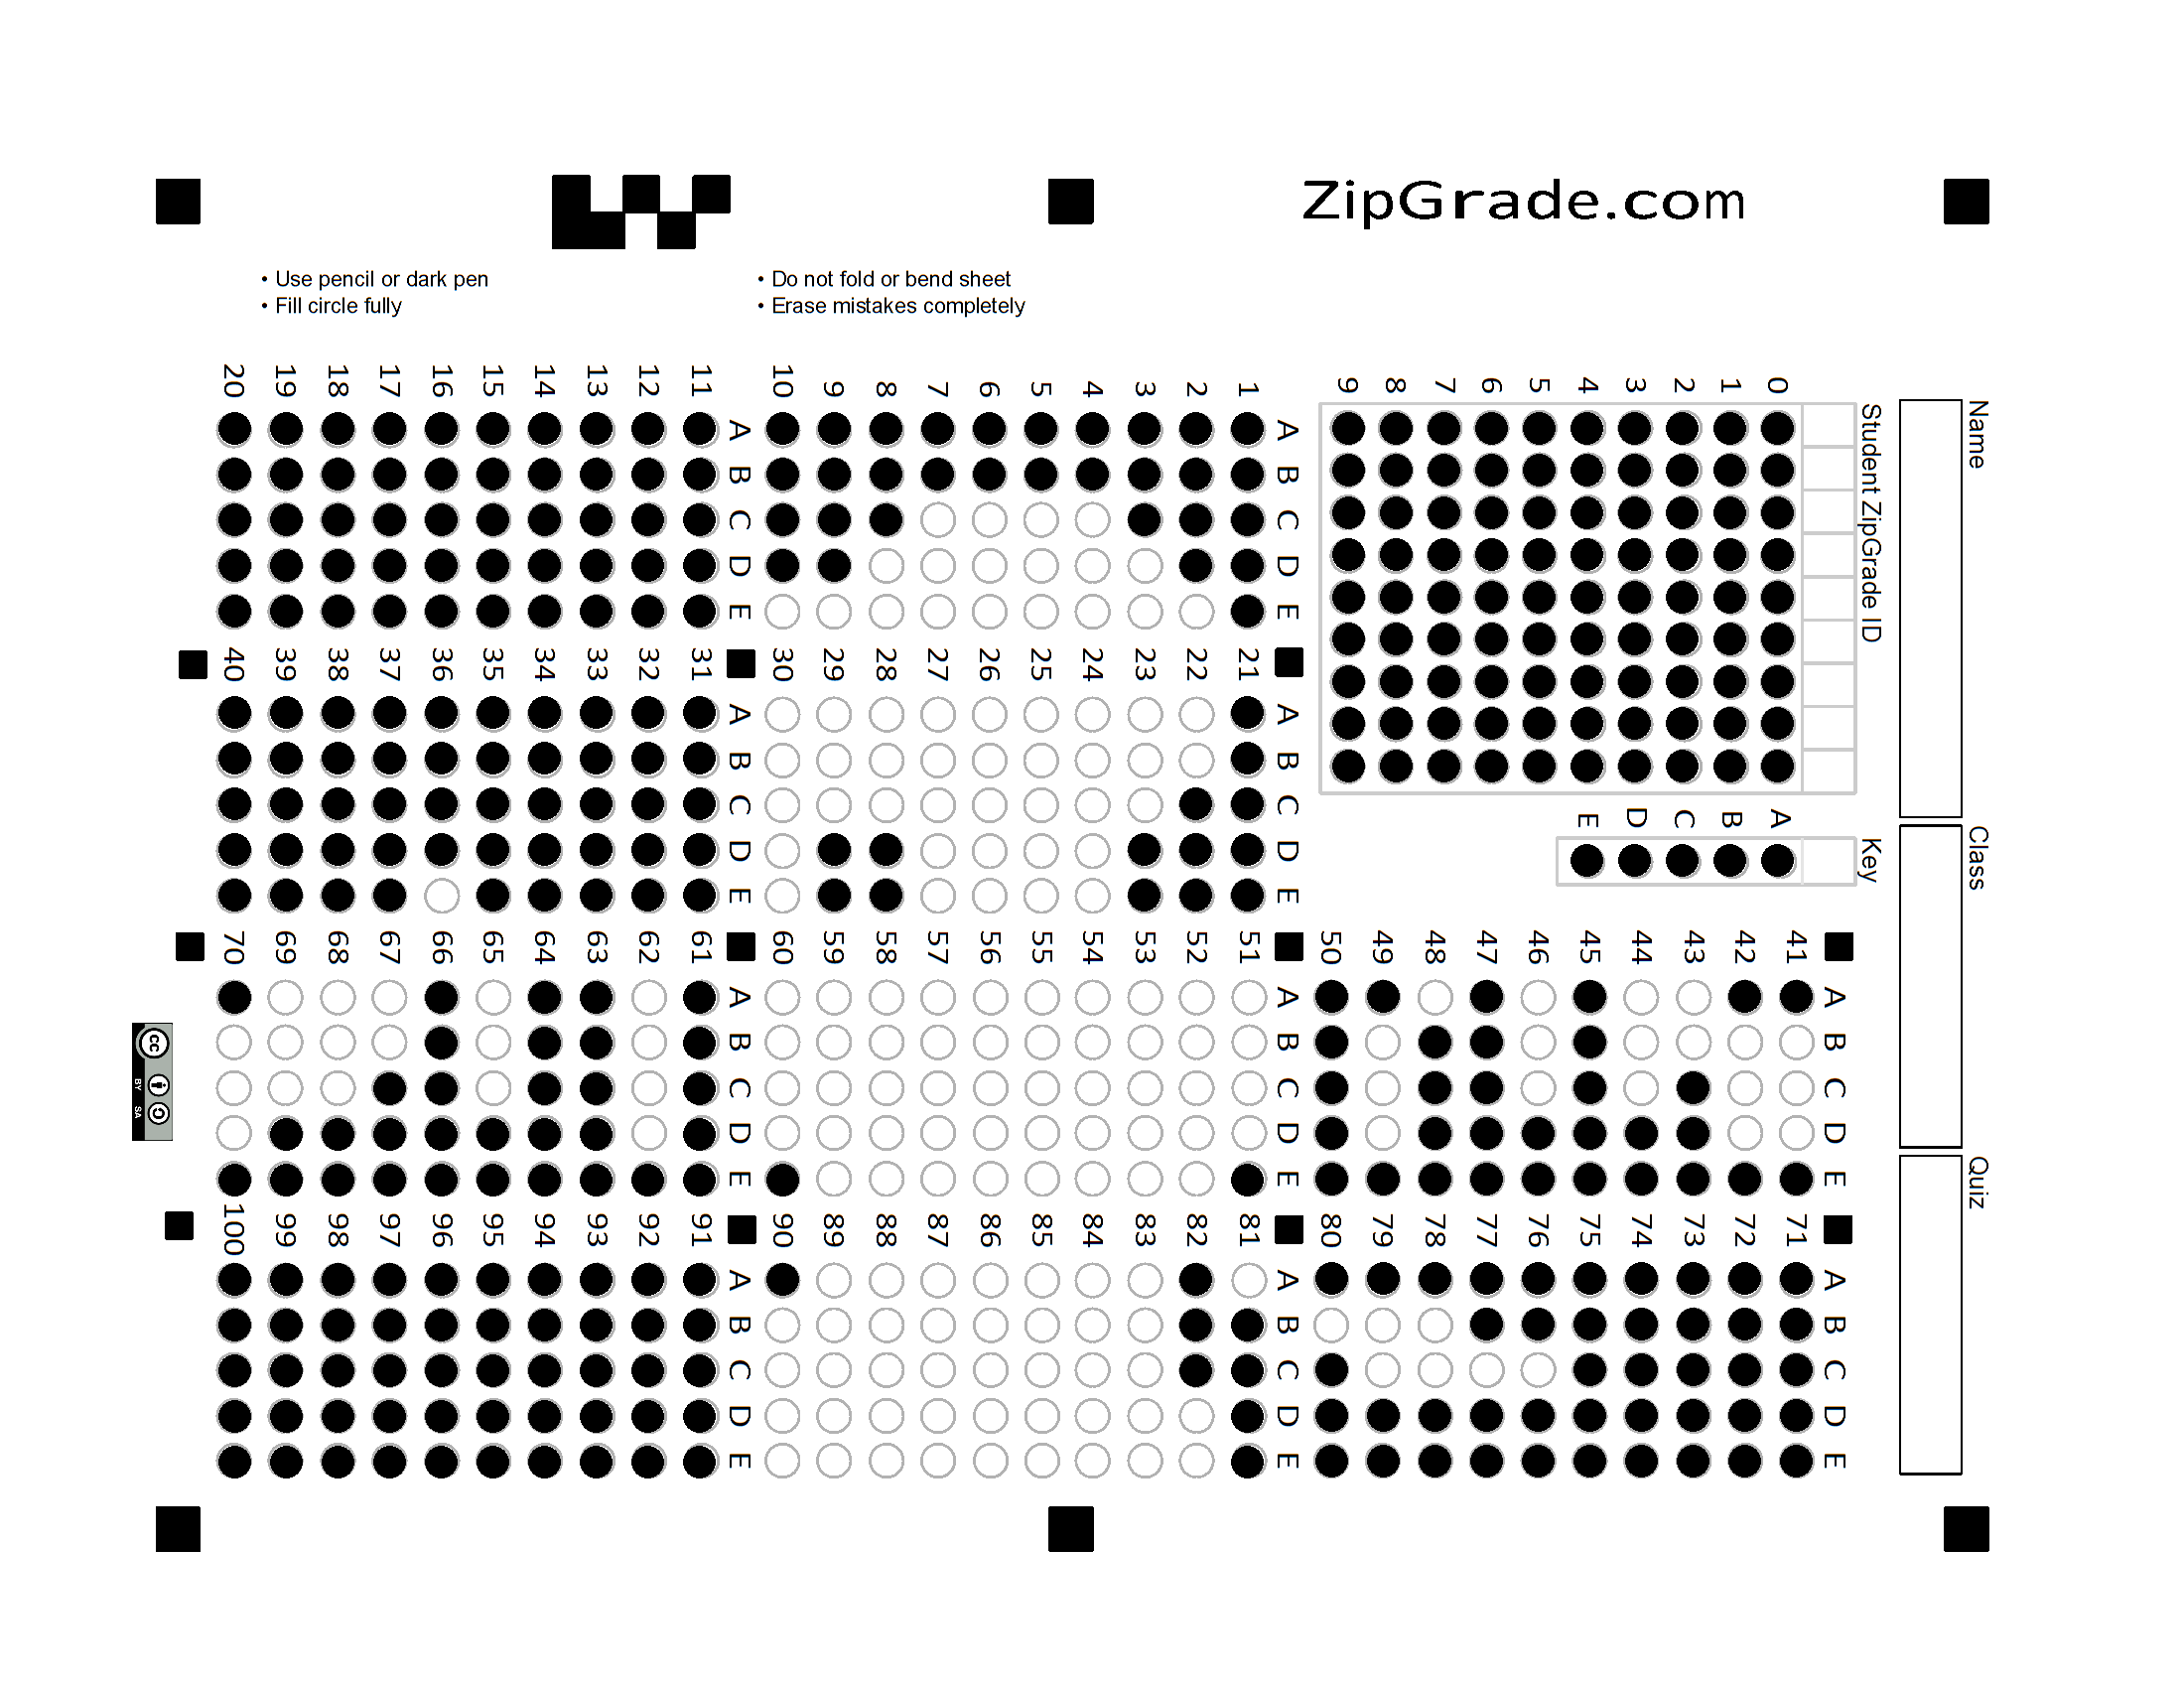 ZipGrade.com
• Use pencil or dark pen
• Fill circle fully
• Do not fold or bend sheet
• Erase mistakes completely
Name
Class
Quiz
Student ZipGrade ID
0 1 2 3 4 5 6 7 8 9
Key
A B C D E
A B C D E
1 2 3 4 5 6 7 8 9 10
A B C D E
11 12 13 14 15 16 17 18 19 20
A B C D E
21 22 23 24 25 26 27 28 29 30
A B C D E
31 32 33 34 35 36 37 38 39 40
A B C D E
41 42 43 44 45 46 47 48 49 50
A B C D E
51 52 53 54 55 56 57 58 59 60
A B C D E
61 62 63 64 65 66 67 68 69 70
A B C D E
71 72 73 74 75 76 77 78 79 80
A B C D E
81 82 83 84 85 86 87 88 89 90
A B C D E
91 92 93 94 95 96 97 98 99 100
A B C D E
cc
BY SA